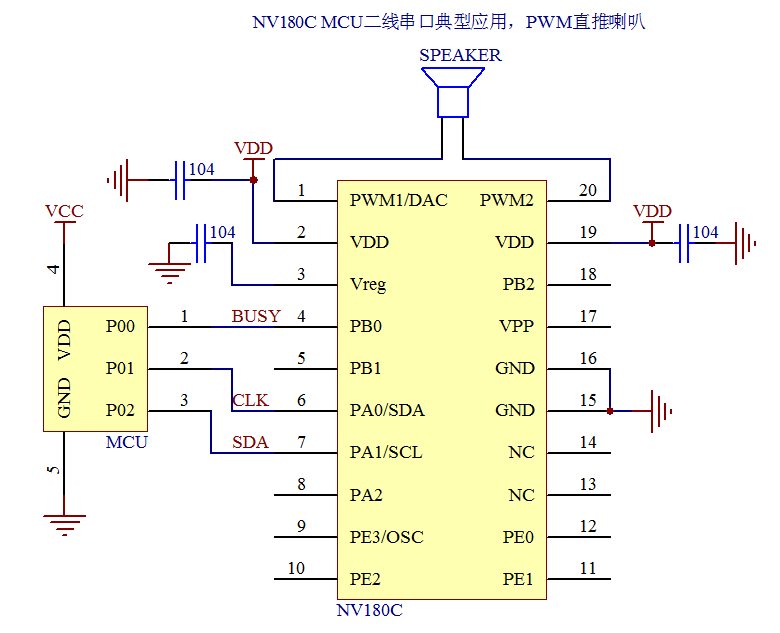 NV180C MCU二线串口典型应用，PWM直推喇叭
SPEAKER
VDD
104
1
PWM1/DAC
PWM2
20
VCC
104
2
VDD
VDD
19
VDD
104
4
3
Vreg
PB2
18
VDD
P00
1
BUSY
4
PB0
VPP
17
P01
2
5
PB1
GND
16
GND
P02
3
CLK
6
PA0/SDA
GND
15
MCU
SDA
7
PA1/SCL
NC
14
5
8
PA2
NC
13
9
PE3/OSC
PE0
12
10
PE2
PE1
11
NV180C